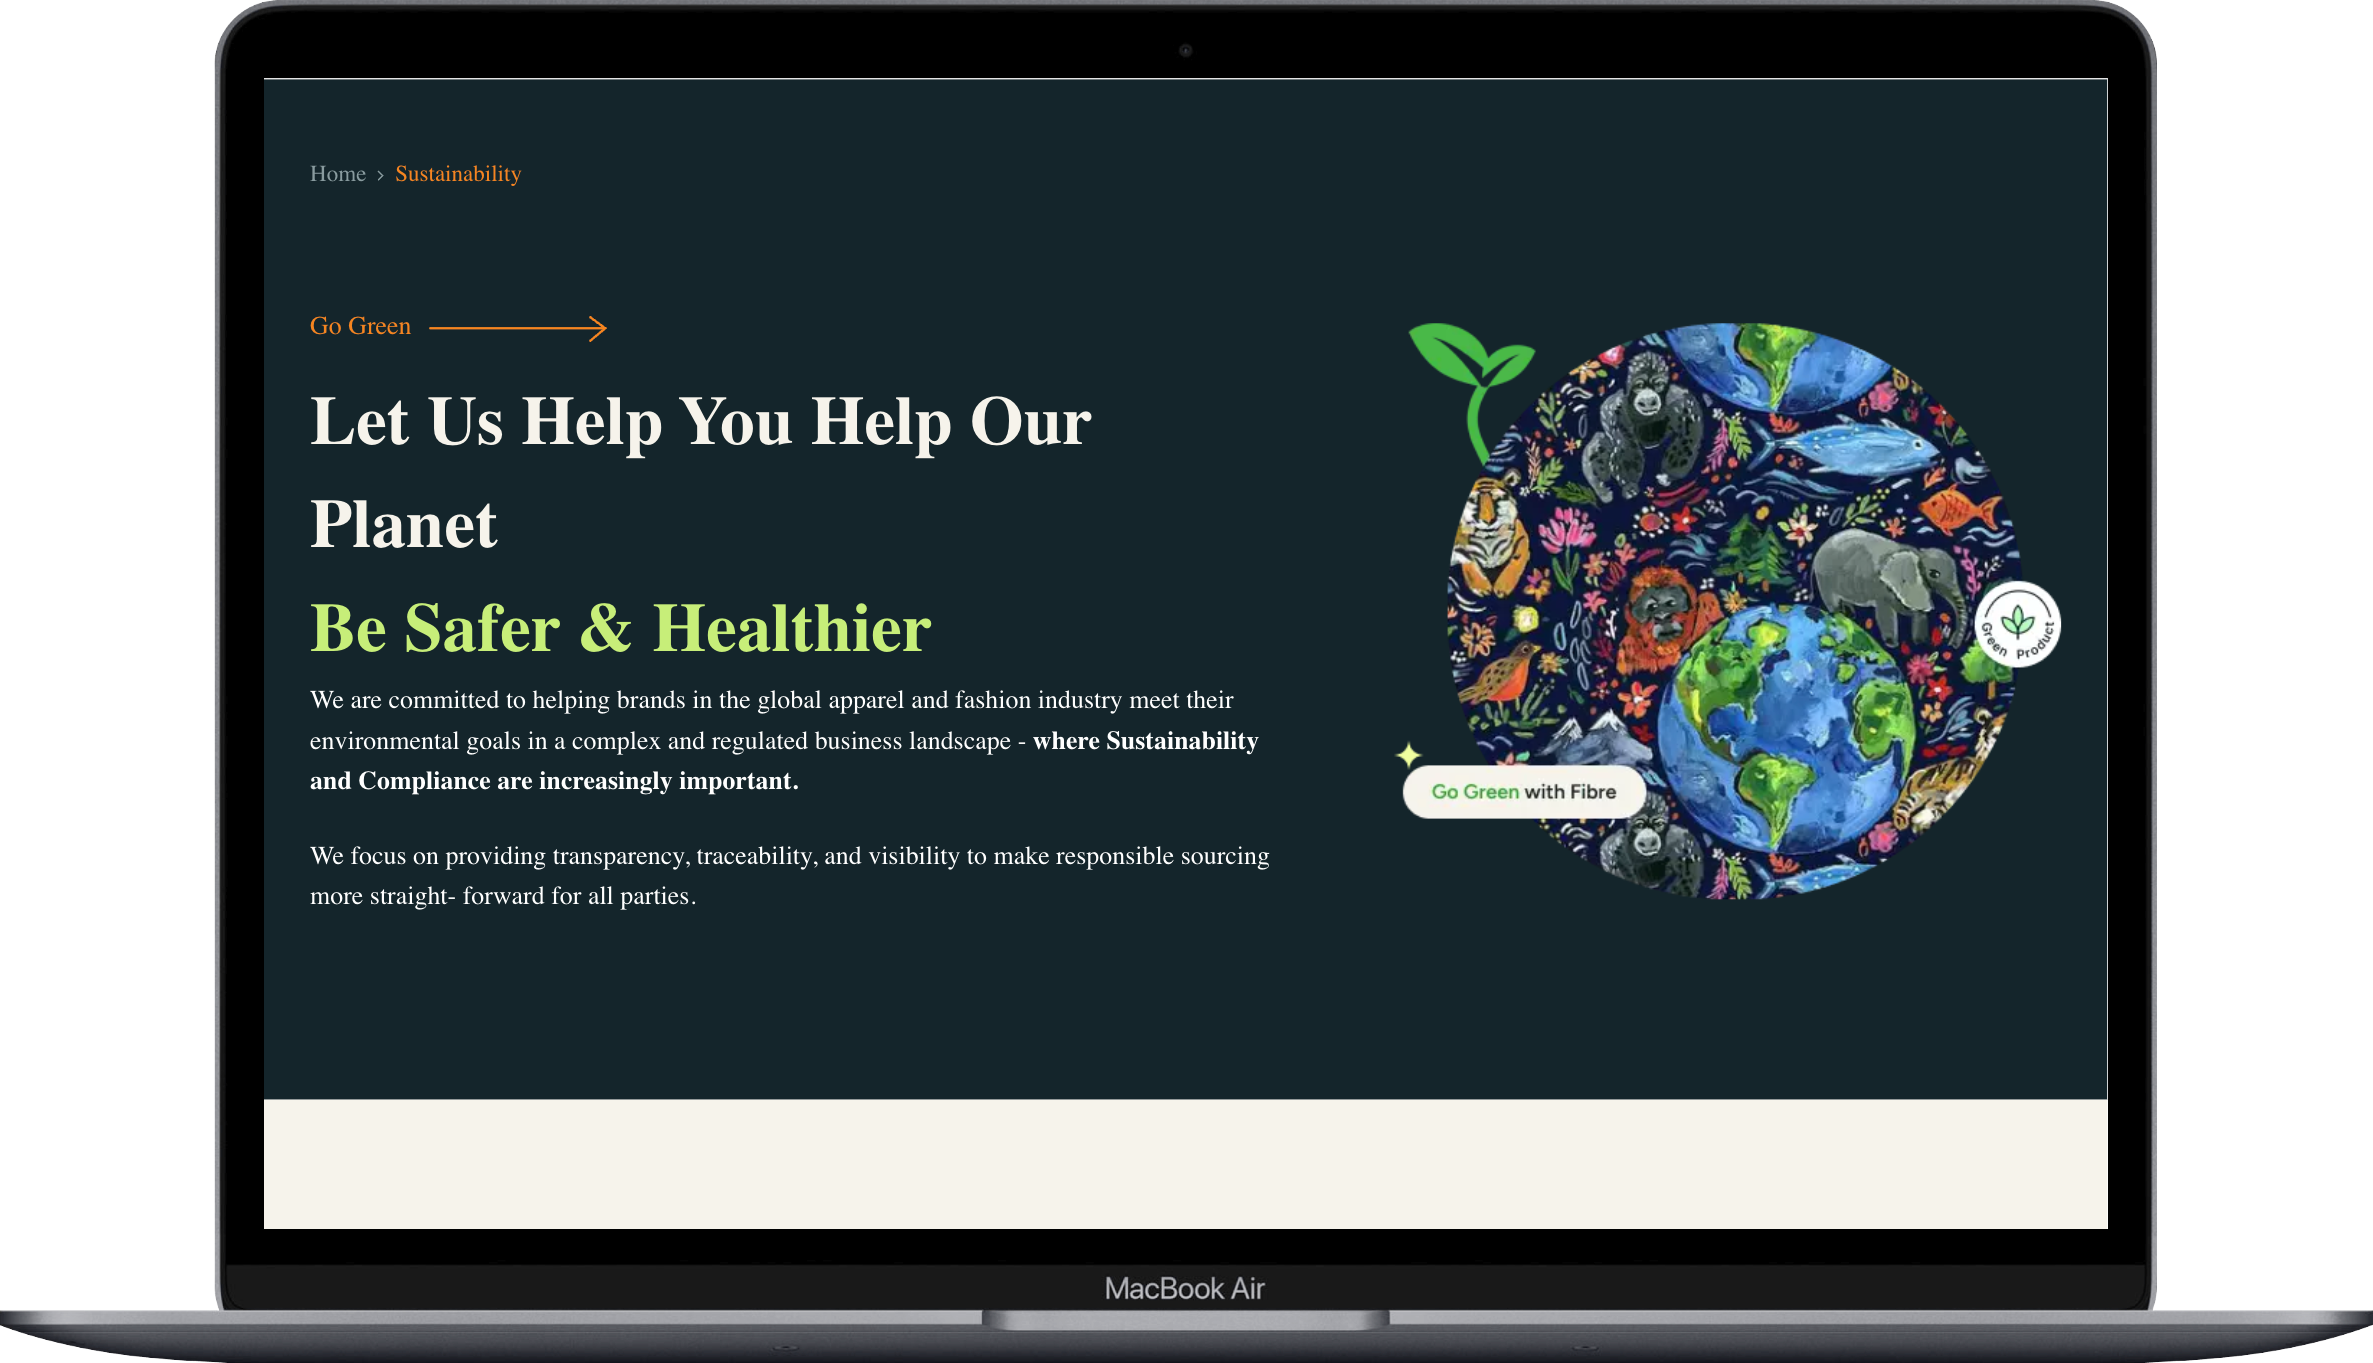 Home › Sustainability
Go Green
Let Us Help You Help Our
Planet
Be Safer & Healthier
We are committed to helping brands in the global apparel and fashion industry meet their
environmental goals in a complex and regulated business landscape - where Sustainability
and Compliance are increasingly important.
We focus on providing transparency, traceability, and visibility to make responsible sourcing
more straight- forward for all parties.
Green Product
Go Green with Fibre
MacBook Air